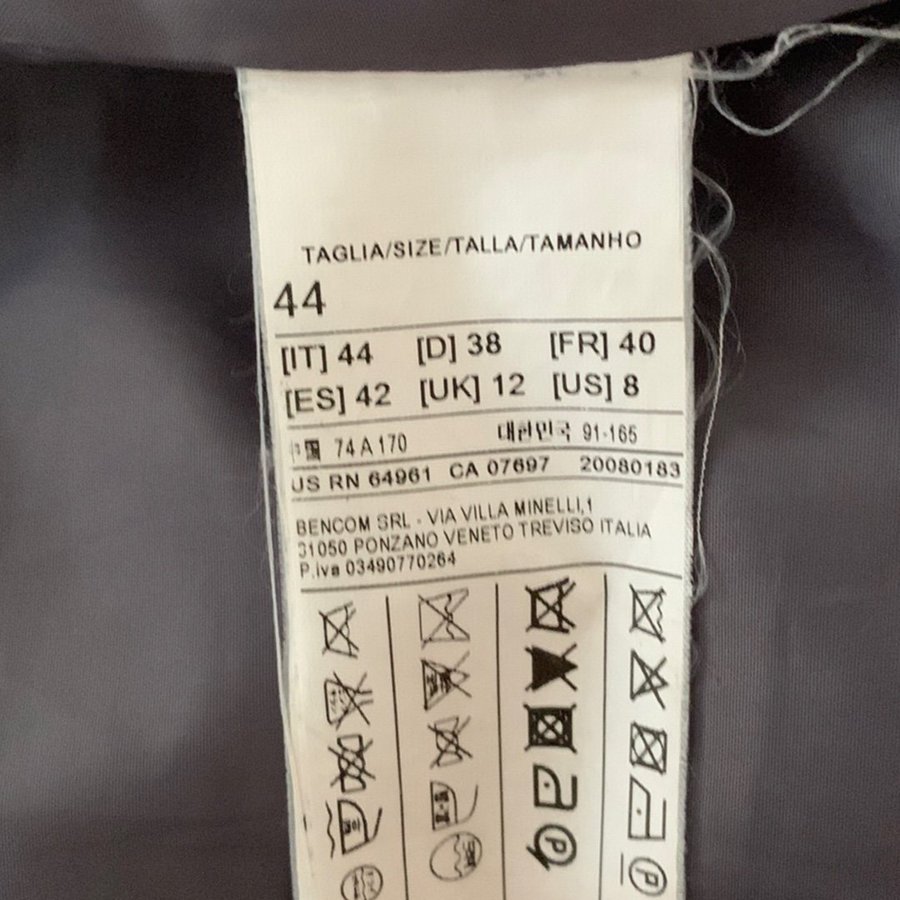 TAGLIA/SIZE/TALLA/TAMANHO
44
[IT] 44 [D] 38 [FR] 40
[ES] 42 [UK] 12 [US] 8
中國 74 A 170 대한민국 91-165
US RN 64961 CA 07697 20080183
BENCOM SRL - VIA VILLA MINELLI,1
31050 PONZANO VENETO TREVISO ITALIA
P.iva 03490770264
P
P